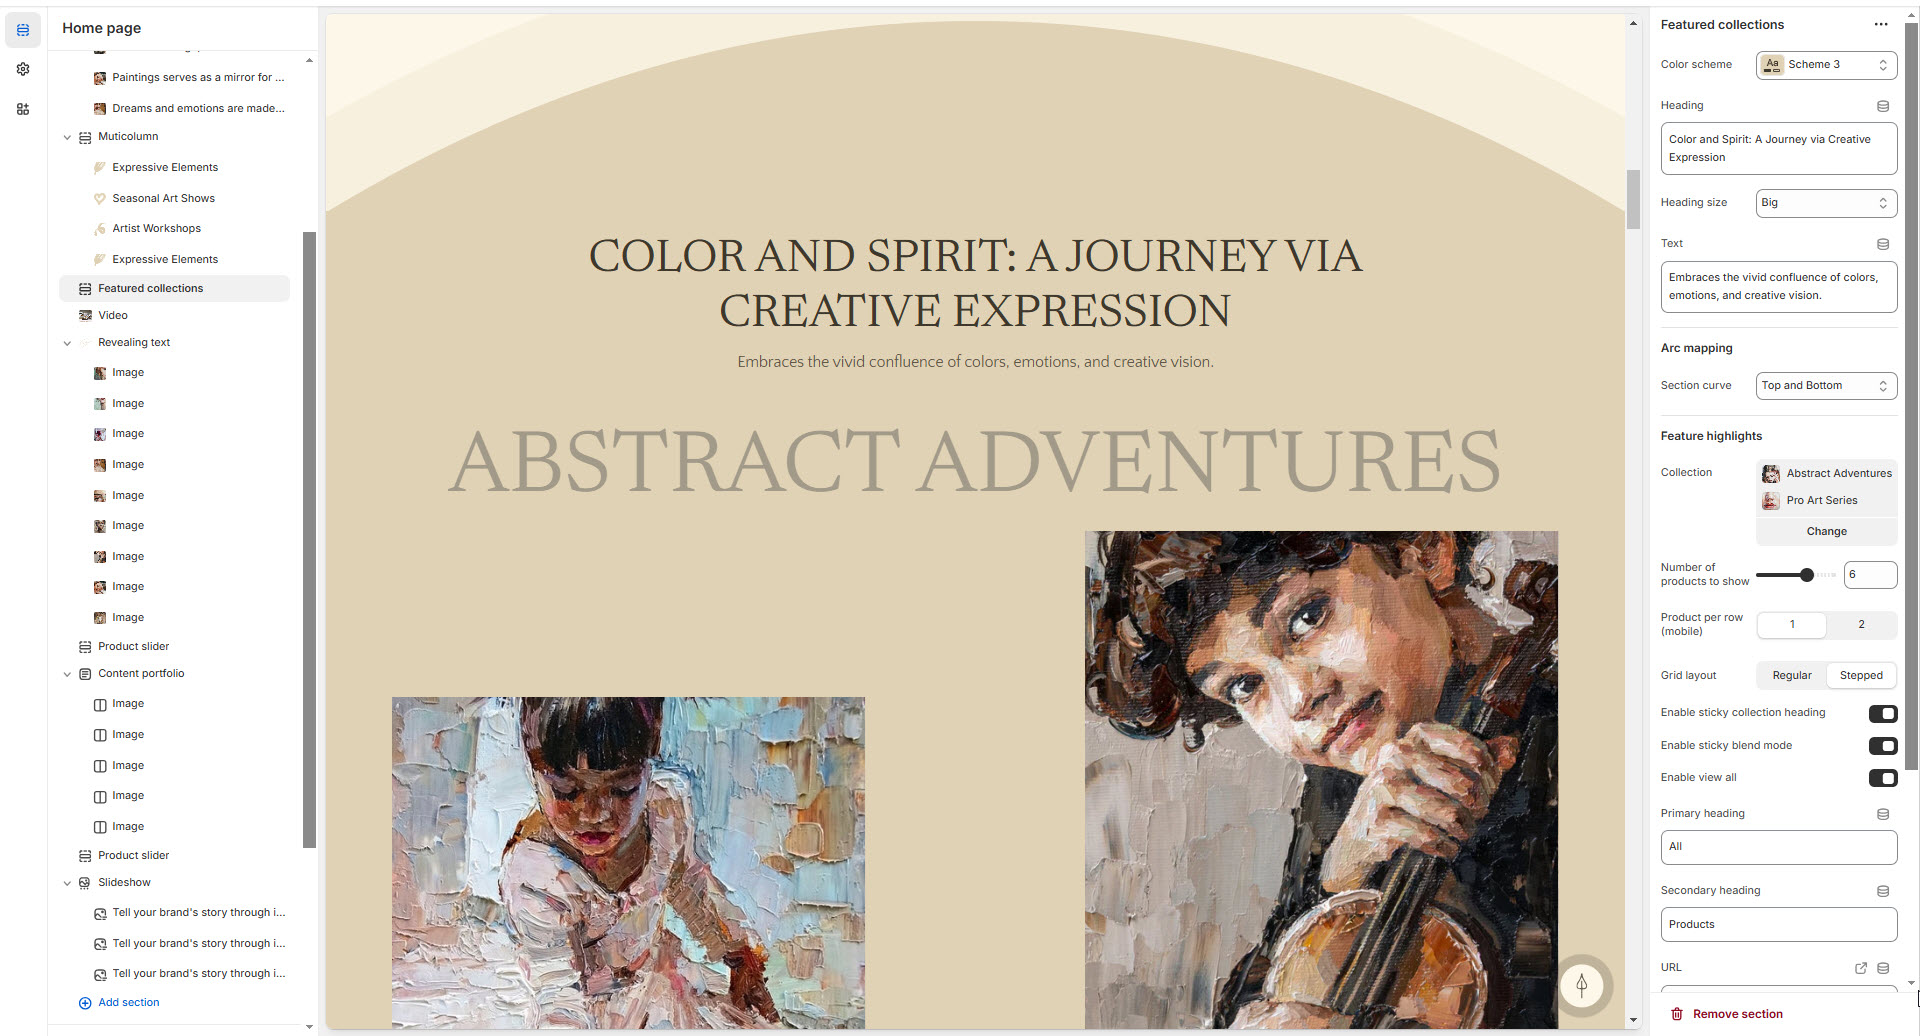 Home page
Paintings serves as a mirror for ...
Dreams and emotions are made...
Muticolumn
Expressive Elements
Seasonal Art Shows
Artist Workshops
Expressive Elements
Featured collections
Video
Revealing text
Image
Image
Image
Image
Image
Image
Image
Image
Image
Product slider
Content portfolio
Image
Image
Image
Image
Image
Product slider
Slideshow
Tell your brand's story through i...
Tell your brand's story through i...
Tell your brand's story through i...
Add section
COLOR AND SPIRIT: A JOURNEY VIA
CREATIVE EXPRESSION
Embraces the vivid confluence of colors, emotions, and creative vision.
ABSTRACT ADVENTURES
Featured collections
Color scheme
Aa
Scheme 3
Heading
Color and Spirit: A Journey via Creative
Expression
Heading size
Big
Text
Embraces the vivid confluence of colors,
emotions, and creative vision.
Arc mapping
Section curve
Top and Bottom
Feature highlights
Collection
Abstract Adventures
Pro Art Series
Change
Number of
products to show
6
Product per row
(mobile)
1
2
Grid layout
Regular
Stepped
Enable sticky collection heading
Enable sticky blend mode
Enable view all
Primary heading
All
Secondary heading
Products
URL
Remove section